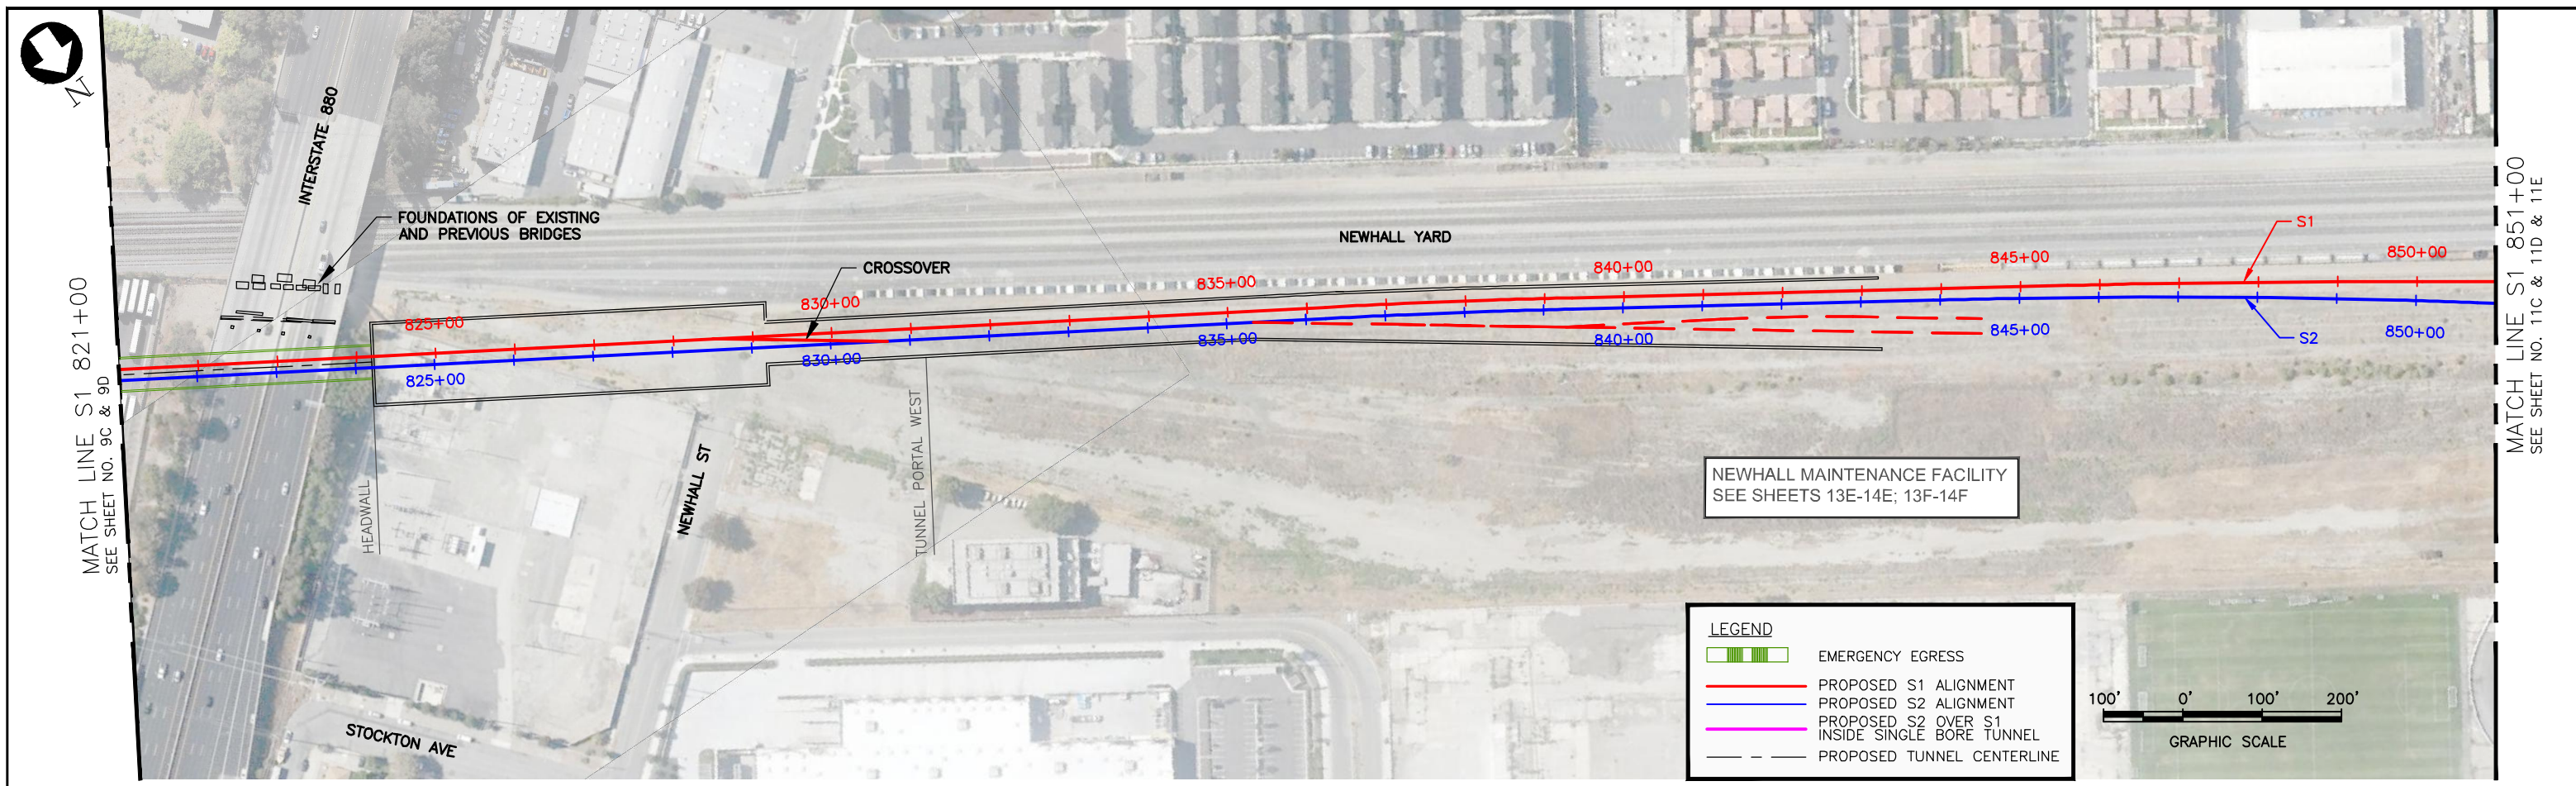 N
MATCH LINE S1 821+00
SEE SHEET NO. 9C & 9D
INTERSTATE 880
FOUNDATIONS OF EXISTING
AND PREVIOUS BRIDGES
CROSSOVER
NEWHALL YARD
825+00
830+00
835+00
840+00
845+00
850+00
S1
S2
825+00
830+00
835+00
840+00
845+00
850+00
HEADWALL
NEWHALL ST
TUNNEL PORTAL WEST
STOCKTON AVE
NEWHALL MAINTENANCE FACILITY
SEE SHEETS 13E-14E; 13F-14F
LEGEND
EMERGENCY EGRESS
PROPOSED S1 ALIGNMENT
PROPOSED S2 ALIGNMENT
PROPOSED S2 OVER S1
INSIDE SINGLE BORE TUNNEL
PROPOSED TUNNEL CENTERLINE
100' 0' 100' 200'
GRAPHIC SCALE
MATCH LINE S1 851+00
SEE SHEET NO. 11C & 11D & 11E